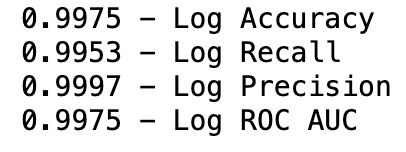 0.9975 – Log Accuracy
0.9953 – Log Recall
0.9997 – Log Precision
0.9975 – Log ROC AUC